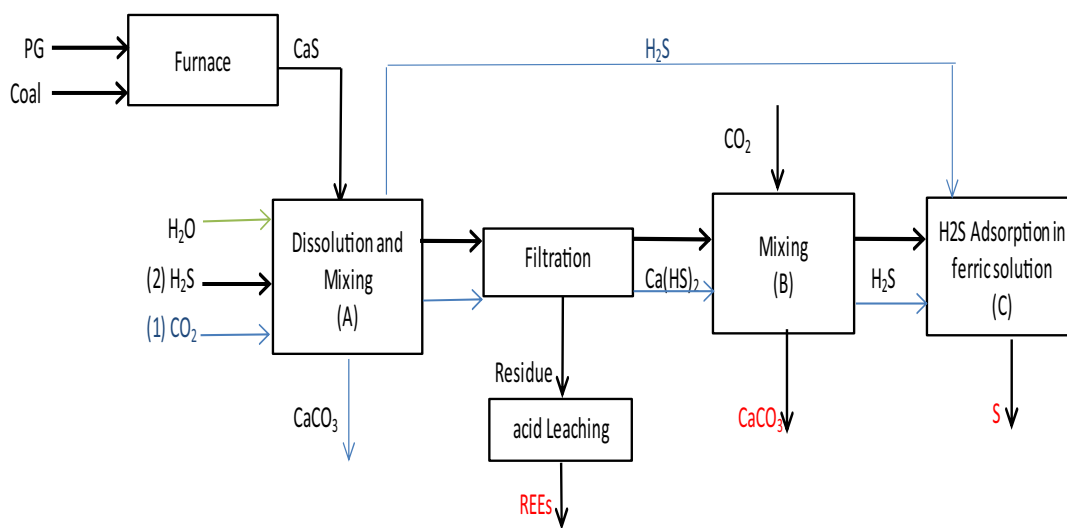 PG
Coal
Furnace
CaS
H₂S
CO₂
H₂O
(2) H₂S
(1) CO₂
Dissolution and
Mixing
(A)
Filtration
Ca(HS)₂
Mixing
(B)
H₂S
H2S Adsorption in
ferric solution
(C)
CaCO₃
Residue
acid Leaching
REEs
CaCO₃
S